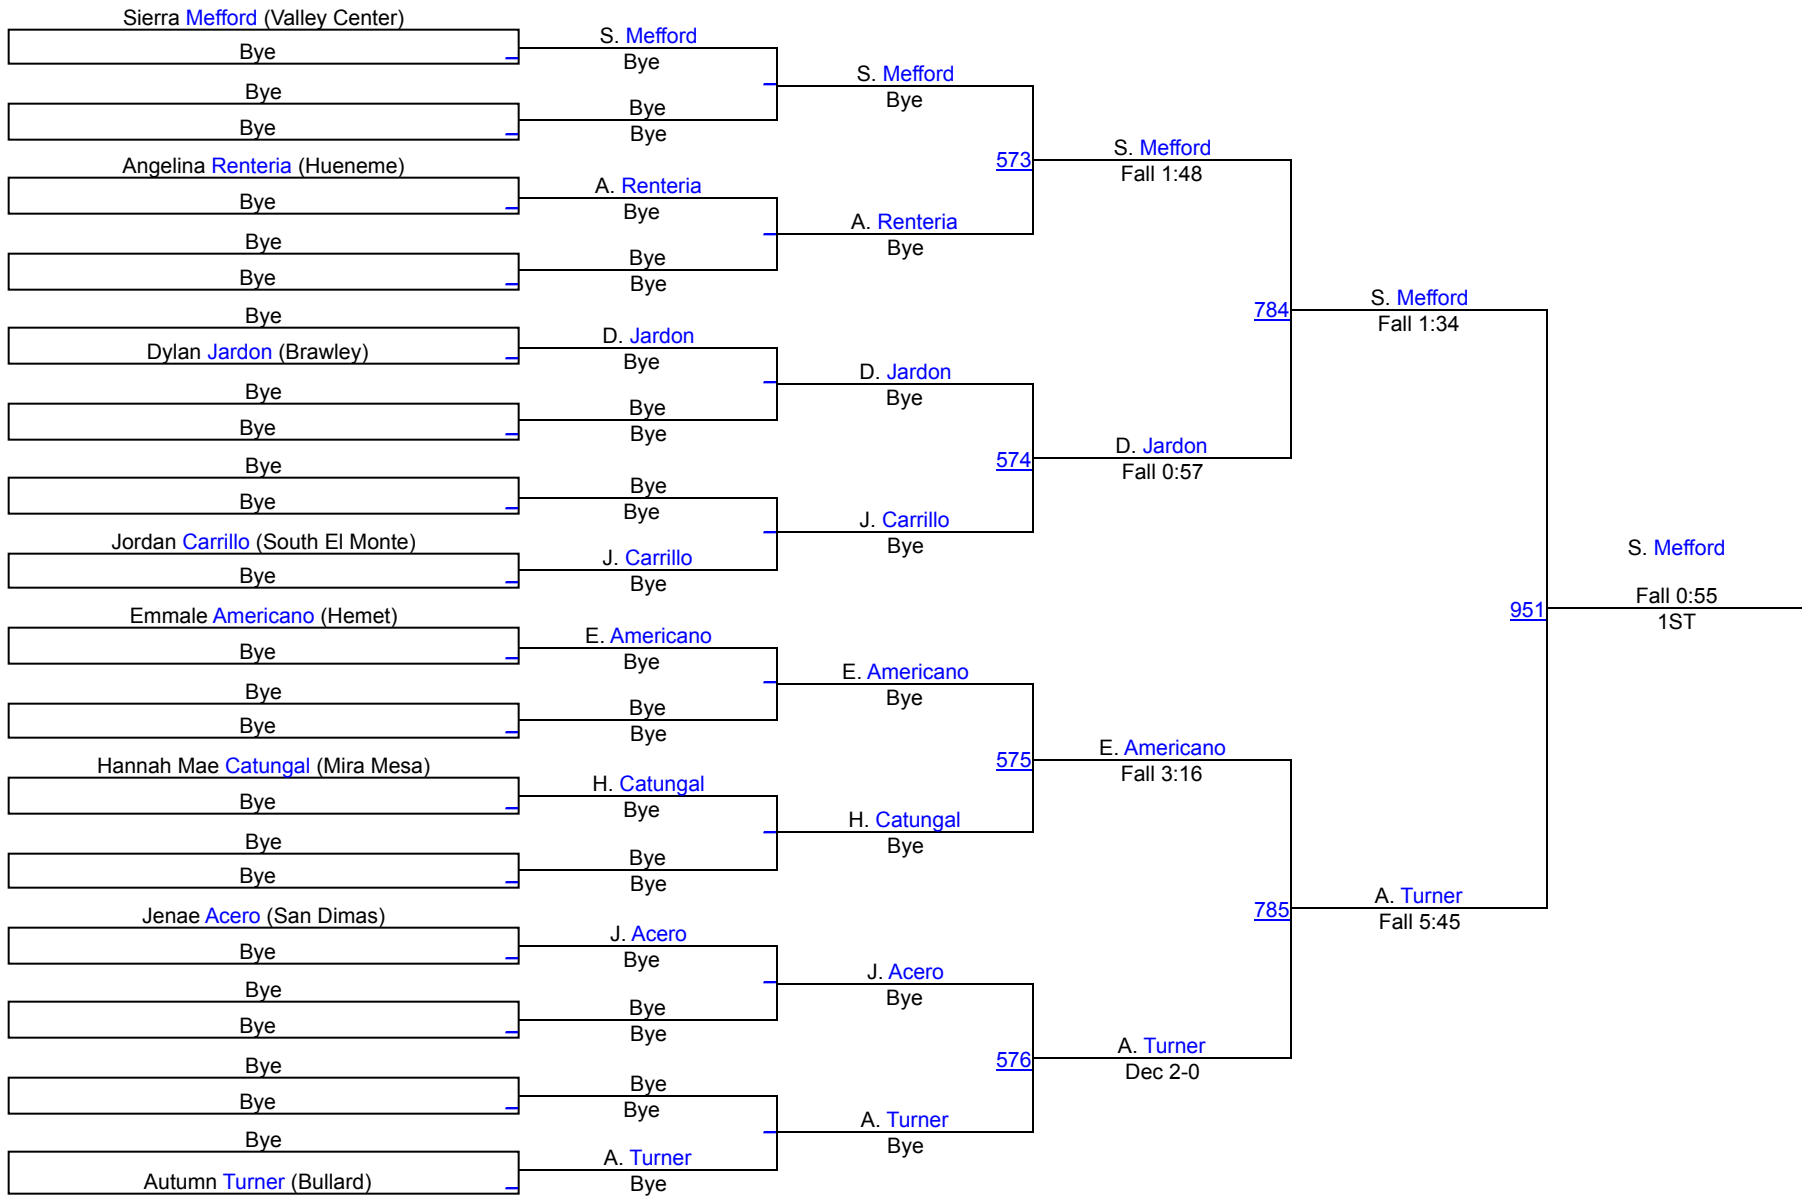 Sierra Mefford (Valley Center)
Bye
Bye
Bye
Angelina Renteria (Hueneme)
Bye
Bye
Bye
Bye
Dylan Jardon (Brawley)
Bye
Bye
Bye
Bye
Jordan Carrillo (South El Monte)
Bye
Emmale Americano (Hemet)
Bye
Bye
Bye
Hannah Mae Catungal (Mira Mesa)
Bye
Bye
Bye
Jenae Acero (San Dimas)
Bye
Bye
Bye
Bye
Bye
Bye
Autumn Turner (Bullard)
S. Mefford
Bye
Bye
Bye
A. Renteria
Bye
Bye
Bye
D. Jardon
Bye
Bye
Bye
Bye
Bye
J. Carrillo
Bye
E. Americano
Bye
Bye
Bye
H. Catungal
Bye
Bye
Bye
J. Acero
Bye
Bye
Bye
Bye
Bye
A. Turner
Bye
S. Mefford
Bye
573
A. Renteria
Bye
D. Jardon
Bye
574
J. Carrillo
Bye
E. Americano
Bye
575
H. Catungal
Bye
J. Acero
Bye
576
A. Turner
Bye
S. Mefford
Fall 1:48
784
D. Jardon
Fall 0:57
E. Americano
Fall 3:16
785
A. Turner
Dec 2-0
S. Mefford
Fall 1:34
951
A. Turner
Fall 5:45
S. Mefford
Fall 0:55
1ST